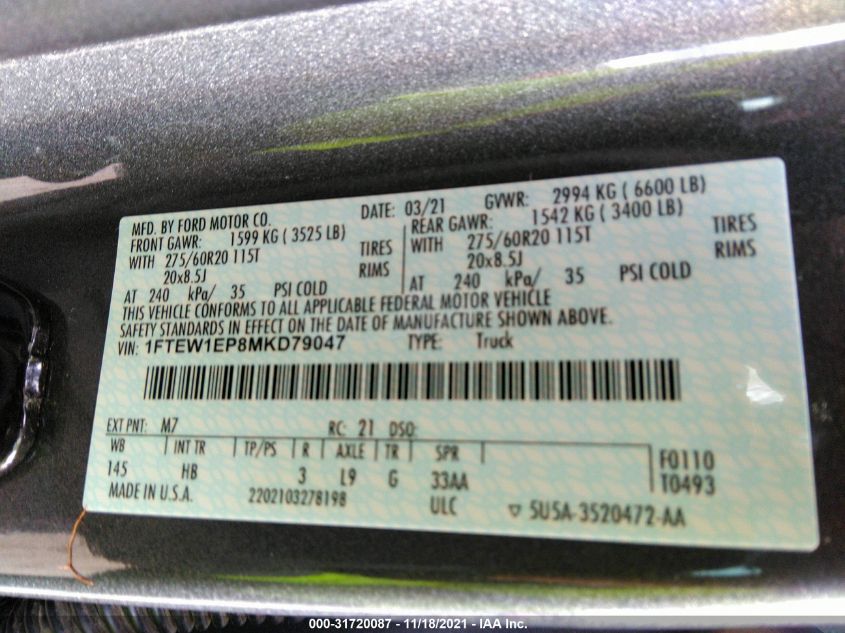 MFD. BY FORD MOTOR CO. DATE: 03/21 GVWR: 2994 KG ( 6600 LB)
FRONT GAWR: 1599 KG ( 3525 LB) REAR GAWR: 1542 KG ( 3400 LB)
WITH 275/60R20 115T TIRES WITH 275/60R20 115T TIRES
20x8.5J RIMS 20x8.5J RIMS
AT 240 kPa/ 35 PSI COLD AT 240 kPa/ 35 PSI COLD
THIS VEHICLE CONFORMS TO ALL APPLICABLE FEDERAL MOTOR VEHICLE
SAFETY STANDARDS IN EFFECT ON THE DATE OF MANUFACTURE SHOWN ABOVE.
VIN: 1FTEW1EP8MKD79047 TYPE: Truck
EXT PNT: M7 RC: 21 DSO:
WB INT TR TP/PS R AXLE TR SPR F0110
145 HB 3 L9 G 33AA T0493
MADE IN U.S.A. 2202103278198 ULC ▽ 5U5A-3520472-AA
000-31720087 - 11/18/2021 - IAA Inc.